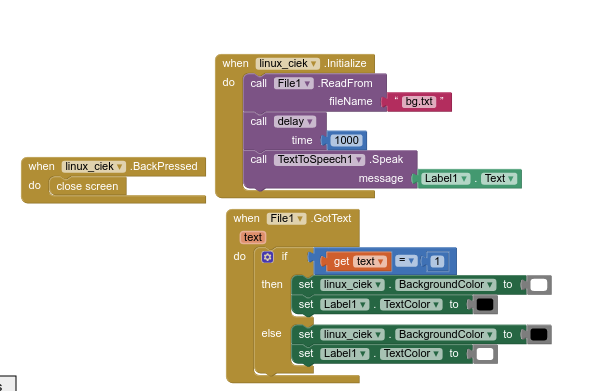 when linux_ciek .Initialize
do call File1 .ReadFrom
fileName " bg.txt "
call delay
time 1000
call TextToSpeech1 .Speak
message Label1 . Text
when linux_ciek .BackPressed
do close screen
when File1 .GotText
text
do if get text = 1
then set linux_ciek . BackgroundColor to
set Label1 . TextColor to
else set linux_ciek . BackgroundColor to
set Label1 . TextColor to
s